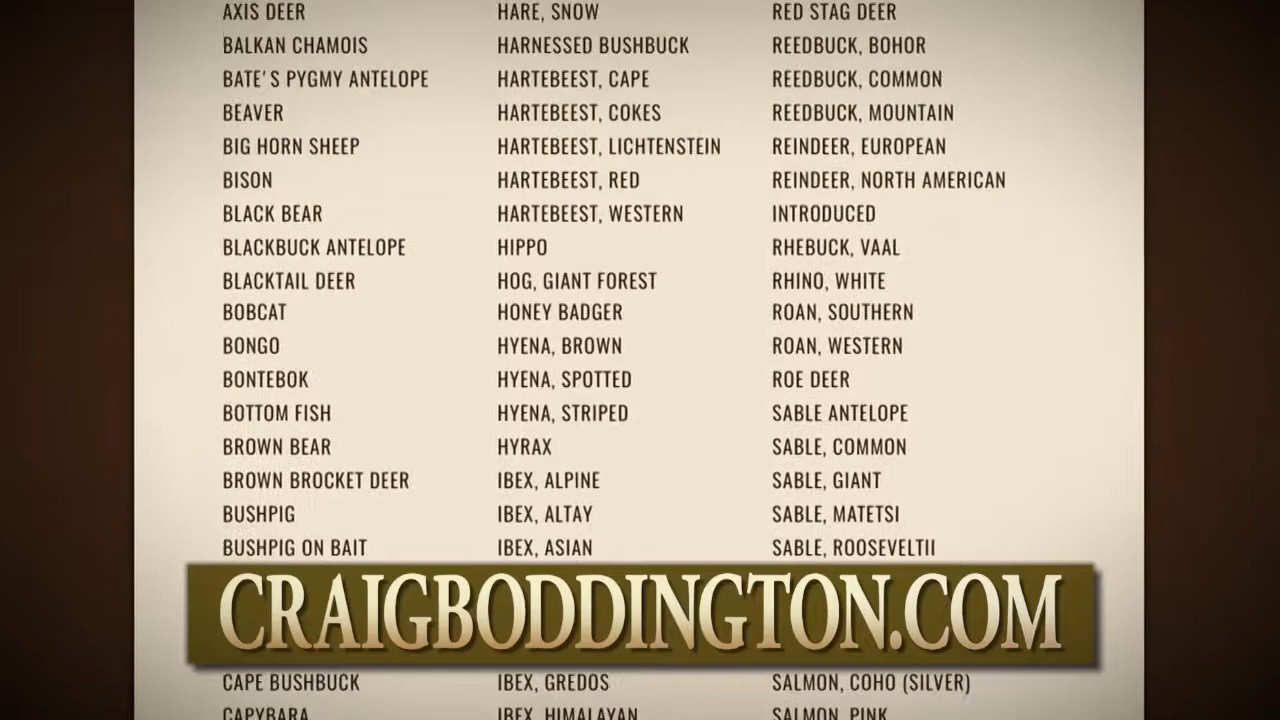 AXIS DEER
BALKAN CHAMOIS
BATE'S PYGMY ANTELOPE
BEAVER
BIG HORN SHEEP
BISON
BLACK BEAR
BLACKBUCK ANTELOPE
BLACKTAIL DEER
BOBCAT
BONGO
BONTEBOK
BOTTOM FISH
BROWN BEAR
BROWN BROCKET DEER
BUSHPIG
BUSHPIG ON BAIT
HARE, SNOW
HARNESSED BUSHBUCK
HARTEBEEST, CAPE
HARTEBEEST, COKES
HARTEBEEST, LICHTENSTEIN
HARTEBEEST, RED
HARTEBEEST, WESTERN
HIPPO
HOG, GIANT FOREST
HONEY BADGER
HYENA, BROWN
HYENA, SPOTTED
HYENA, STRIPED
HYRAX
IBEX, ALPINE
IBEX, ALTAY
IBEX, ASIAN
RED STAG DEER
REEDBUCK, BOHOR
REEDBUCK, COMMON
REEDBUCK, MOUNTAIN
REINDEER, EUROPEAN
REINDEER, NORTH AMERICAN
INTRODUCED
RHEBUCK, VAAL
RHINO, WHITE
ROAN, SOUTHERN
ROAN, WESTERN
ROE DEER
SABLE ANTELOPE
SABLE, COMMON
SABLE, GIANT
SABLE, MATETSI
SABLE, ROOSEVELTII
CRAIGBODDINGTON.COM
CAPE BUSHBUCK
CAPYBARA
IBEX, GREDOS
IBEX, HIMALAYAN
SALMON, COHO (SILVER)
SALMON, PINK